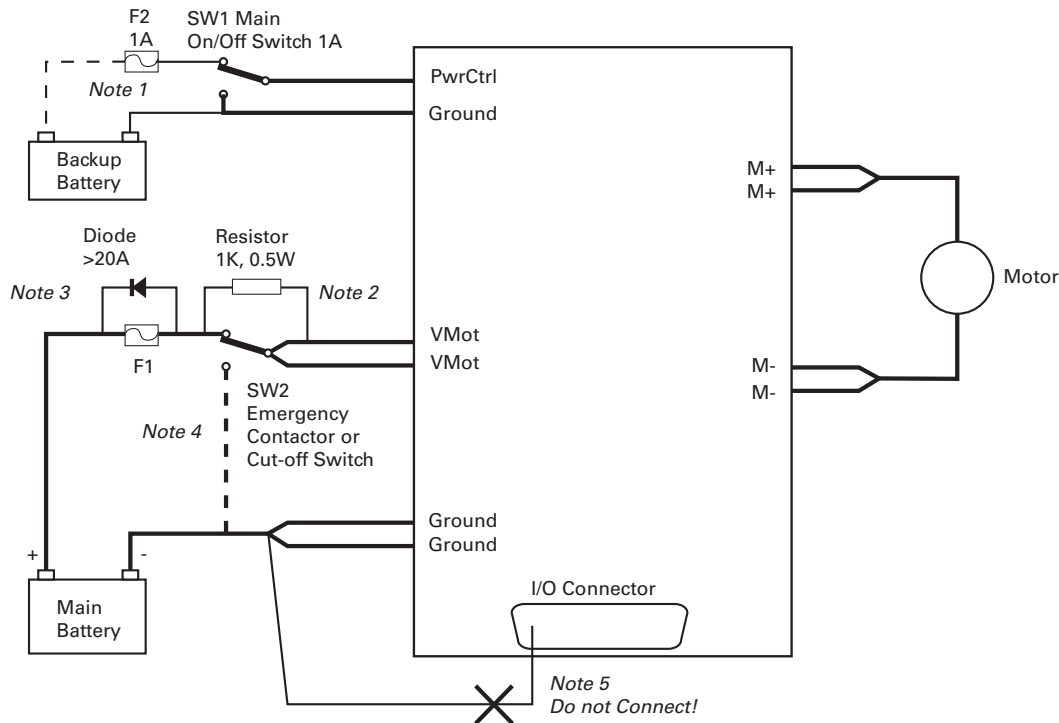 F2
1A
SW1 Main
On/Off Switch 1A
Note 1
PwrCtrl
Ground
Backup
Battery
M+
M+
Diode
>20A
Resistor
1K, 0.5W
Note 3
Note 2
Motor
F1
VMot
VMot
M-
M-
SW2
Emergency
Contactor or
Cut-off Switch
Note 4
Ground
Ground
+
-
Main
Battery
I/O Connector
Note 5
Do not Connect!